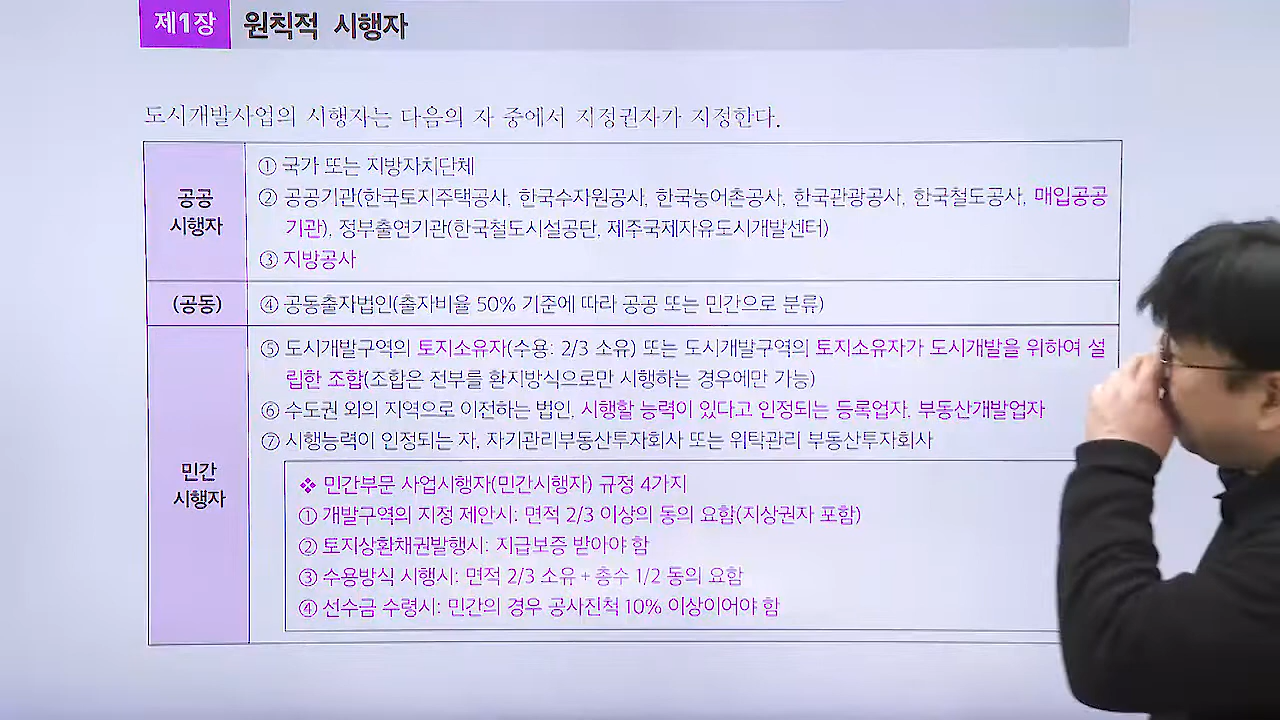 제1장 원칙적 시행자
도시개발사업의 시행자는 다음의 자 중에서 지정권자가 지정한다.
공공
시행자
① 국가 또는 지방자치단체
② 공공기관(한국토지주택공사, 한국수자원공사, 한국농어촌공사, 한국관광공사, 한국철도공사, 매입공공
기관), 정부출연기관(한국철도시설공단, 제주국제자유도시개발센터)
③ 지방공사
(공동)
④ 공동출자법인(출자비율 50% 기준에 따라 공공 또는 민간으로 분류)
민간
시행자
⑤ 도시개발구역의 토지소유자(수용: 2/3 소유) 또는 도시개발구역의 토지소유자가 도시개발을 위하여 설
립한 조합(조합은 전부를 환지방식으로만 시행하는 경우에만 가능)
⑥ 수도권 외의 지역으로 이전하는 법인, 시행할 능력이 있다고 인정되는 등록업자, 부동산개발업자
⑦ 시행능력이 인정되는 자, 자기관리부동산투자회사 또는 위탁관리 부동산투자회사
❖ 민간부문 사업시행자(민간시행자) 규정 4가지
① 개발구역의 지정 제안시: 면적 2/3 이상의 동의 요함(지상권자 포함)
② 토지상환채권발행시: 지급보증 받아야 함
③ 수용방식 시행시: 면적 2/3 소유 + 총수 1/2 동의 요함
④ 선수금 수령시: 민간의 경우 공사진척 10% 이상이어야 함